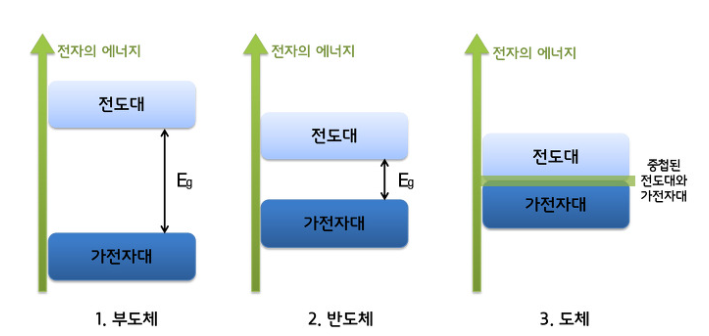 전자의 에너지
전도대
Eg
가전자대
1. 부도체
전자의 에너지
전도대
Eg
가전자대
2. 반도체
전자의 에너지
전도대
가전자대
중첩된
전도대와
가전자대
3. 도체